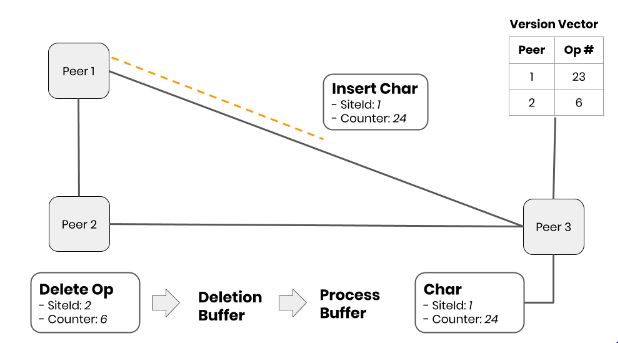 Version Vector
Peer Op #
1 23
2 6
Peer 1
Insert Char
- SiteId: 1
- Counter: 24
Peer 2
Peer 3
Delete Op
- SiteId: 2
- Counter: 6
Deletion
Buffer
Process
Buffer
Char
- SiteId: 1
- Counter: 24